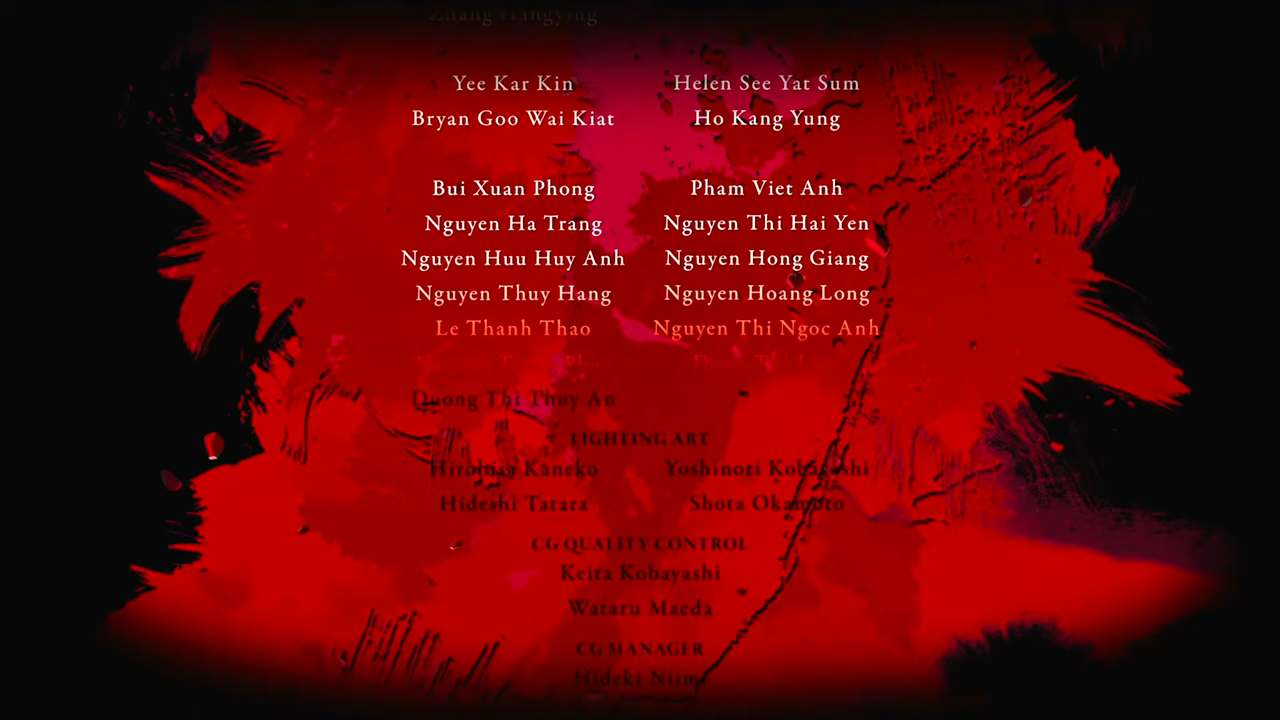 Yee Kar Kin Helen See Yat Sum
Bryan Goo Wai Kiat Ho Kang Yung
Bui Xuan Phong Pham Viet Anh
Nguyen Ha Trang Nguyen Thi Hai Yen
Nguyen Huu Huy Anh Nguyen Hong Giang
Nguyen Thuy Hang Nguyen Hoang Long
Le Thanh Thao Nguyen Thi Ngoc Anh
Duong Thi Thuy An
LIGHTING ART
Kaneko Yoshinori Kobayashi
Hideshi Tatara Shota Okamoto
CG QUALITY CONTROL
Keita Kobayashi
Wataru Maeda
CG MANAGER
Hideki